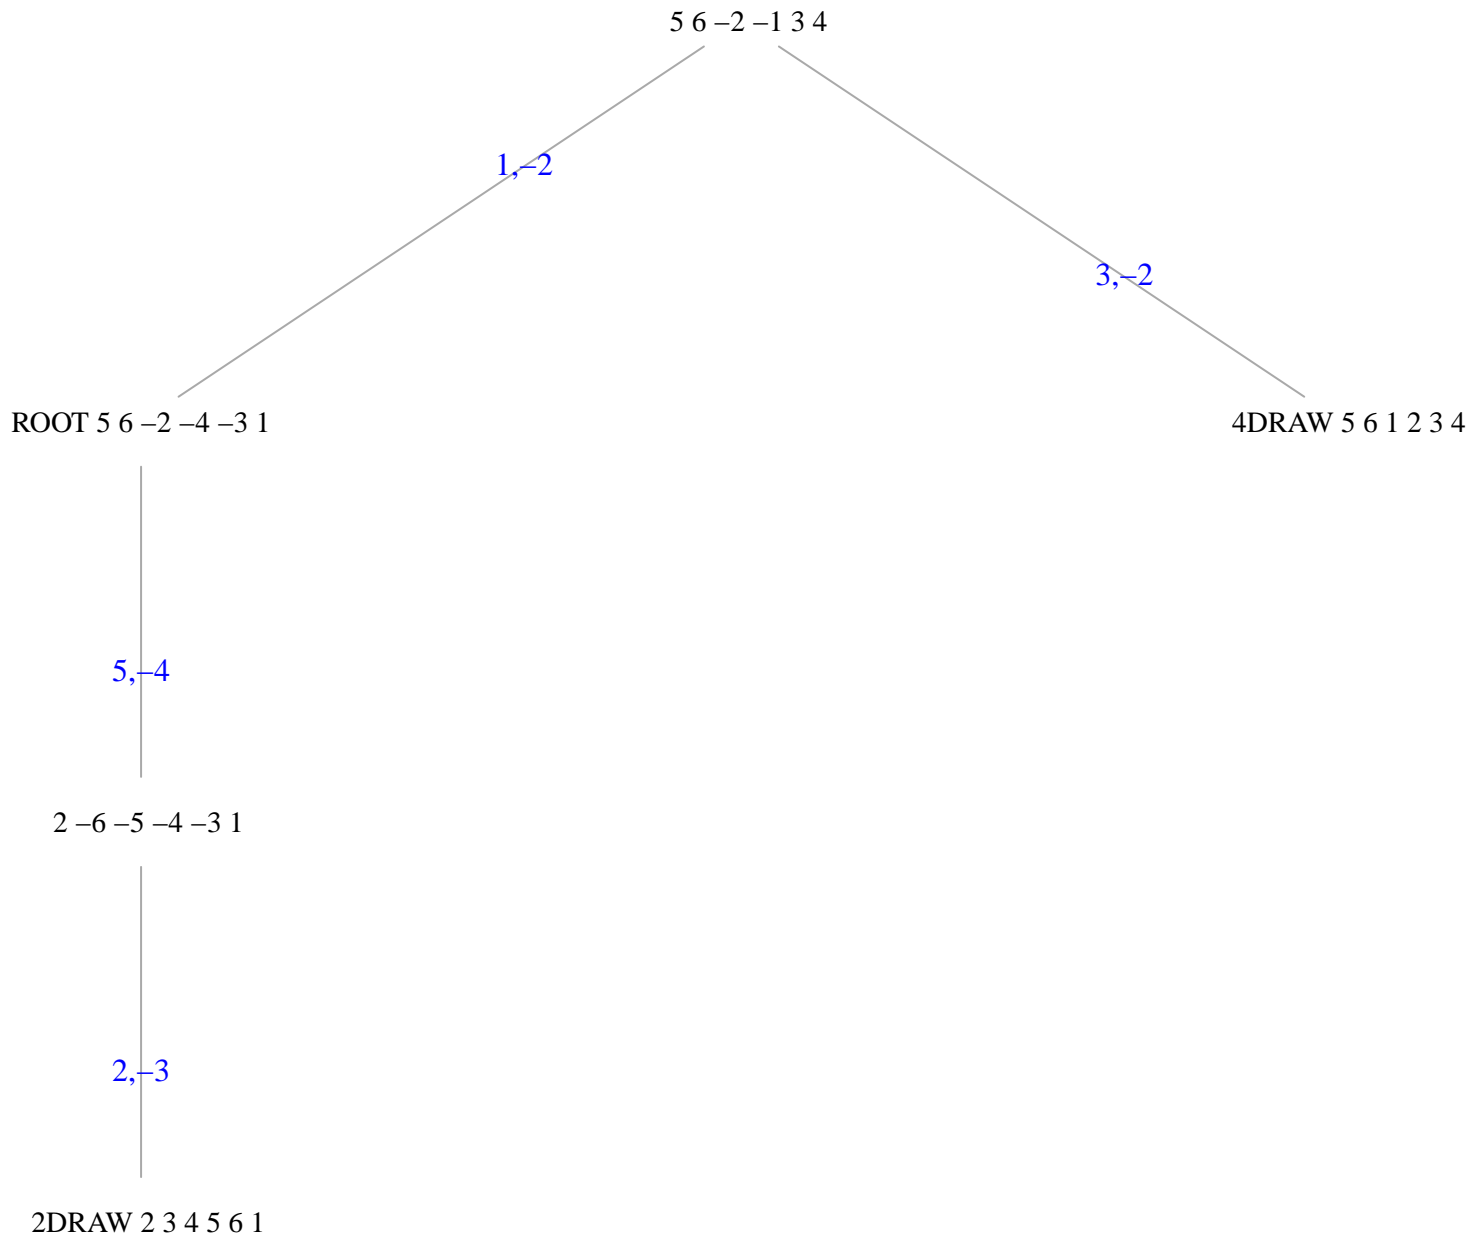 5 6 –2 –1 3 4
1,–2
3,–2
ROOT 5 6 –2 –4 –3 1
4DRAW 5 6 1 2 3 4
5,–4
2 –6 –5 –4 –3 1
2,–3
2DRAW 2 3 4 5 6 1